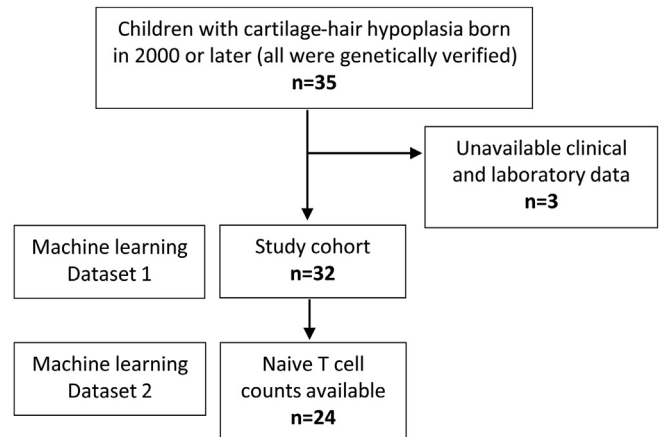 Children with cartilage-hair hypoplasia born
in 2000 or later (all were genetically verified)
n=35
Unavailable clinical
and laboratory data
n=3
Machine learning
Dataset 1
Study cohort
n=32
Machine learning
Dataset 2
Naive T cell
counts available
n=24